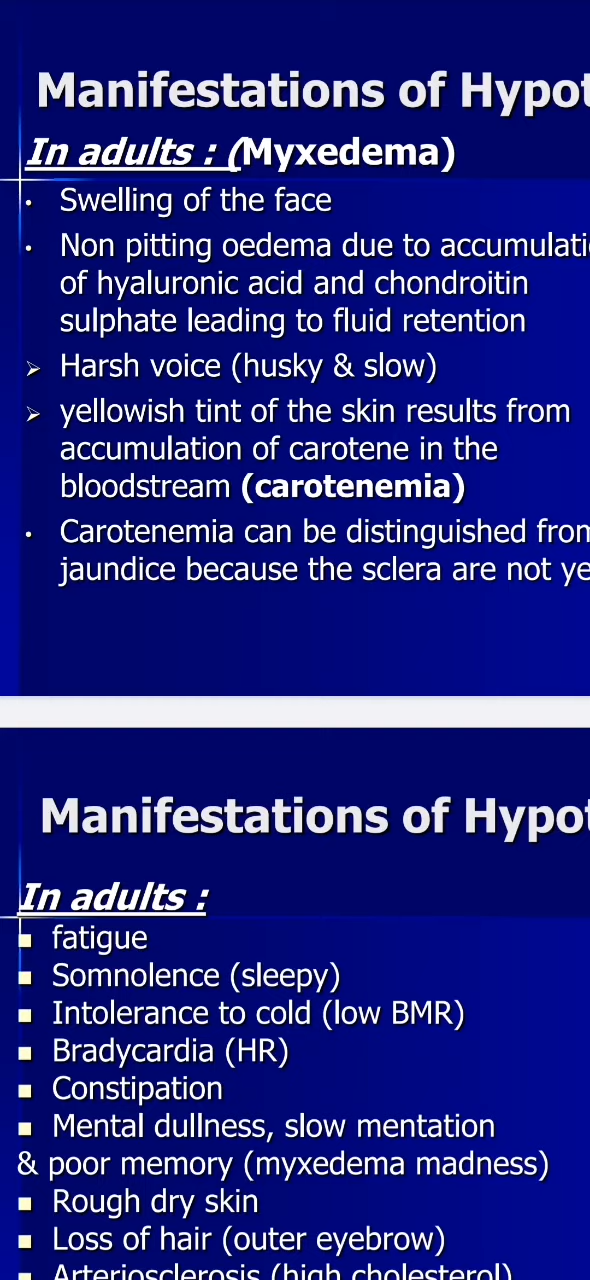 Manifestations of Hypot
In adults : (Myxedema)
• Swelling of the face
• Non pitting oedema due to accumulati
of hyaluronic acid and chondroitin
sulphate leading to fluid retention
➢ Harsh voice (husky & slow)
➢ yellowish tint of the skin results from
accumulation of carotene in the
bloodstream (carotenemia)
• Carotenemia can be distinguished from
jaundice because the sclera are not ye
Manifestations of Hypot
In adults :
▪ fatigue
▪ Somnolence (sleepy)
▪ Intolerance to cold (low BMR)
▪ Bradycardia (HR)
▪ Constipation
▪ Mental dullness, slow mentation
& poor memory (myxedema madness)
▪ Rough dry skin
▪ Loss of hair (outer eyebrow)
▪ Arteriosclerosis (high cholesterol)